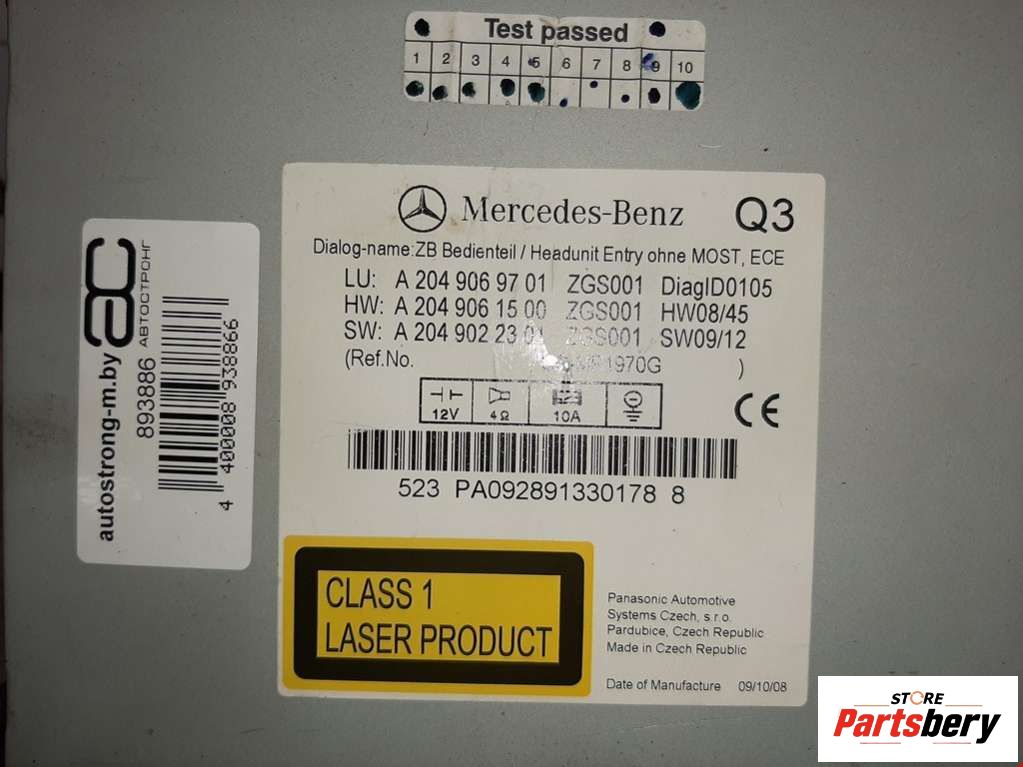 Test passed
1 2 3 4 5 6 7 8 9 10
Mercedes-Benz Q3
Dialog-name:ZB Bedienteil / Headunit Entry ohne MOST, ECE
LU: A 204 906 97 01 ZGS001 DiagID0105
HW: A 204 906 15 00 ZGS001 HW08/45
SW: A 204 902 23 01 ZGS001 SW09/12
(Ref.No. 1970G )
12V 4Ω 10A
CE
523 PA092891330178 8
CLASS 1
LASER PRODUCT
Panasonic Automotive
Systems Czech, s.r.o.
Pardubice, Czech Republic
Made in Czech Republic
Date of Manufacture 09/10/08
autostrong-m.by
ac
АВТОСТРОНГ
893886
4 400008 938866
STORE
Partsbery